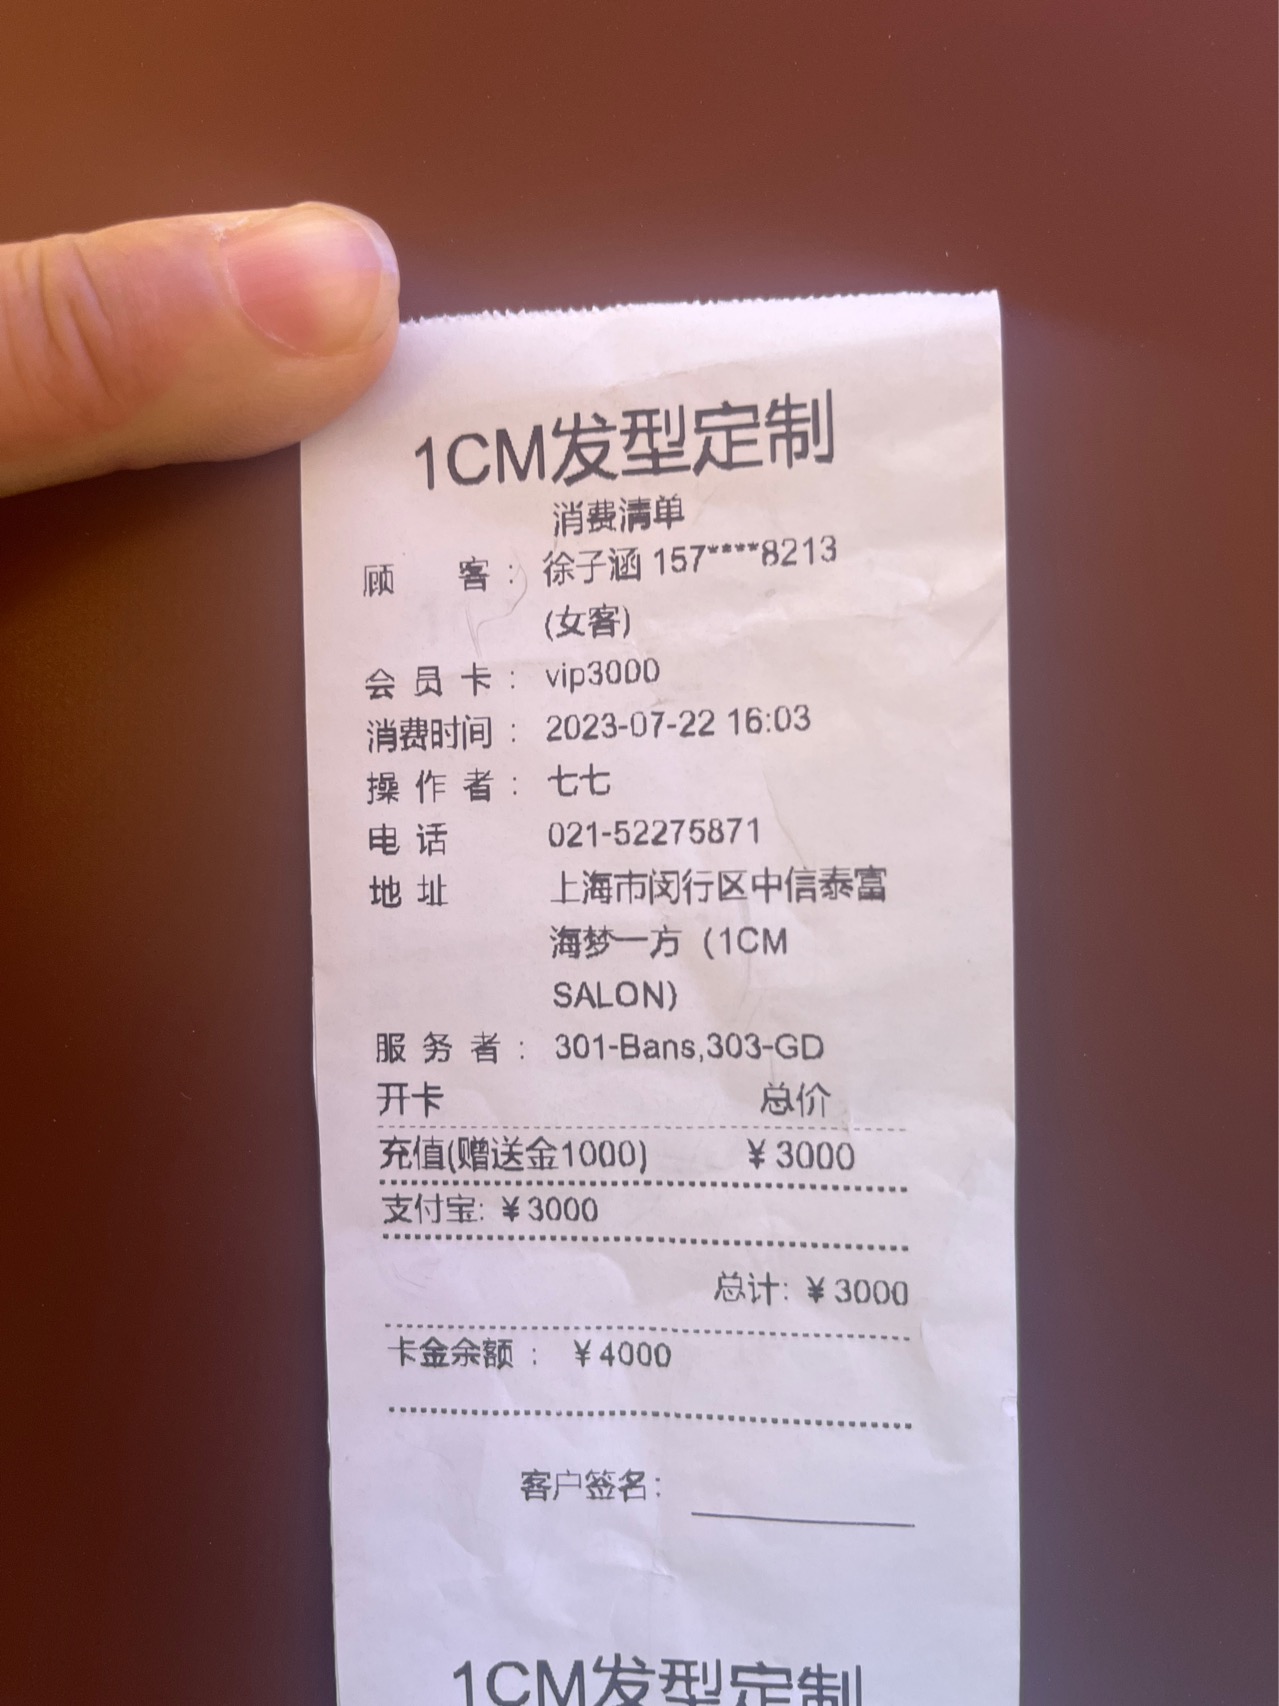 1CM发型定制
消费清单
顾 客： 徐子涵 157****8213
(女客)
会 员 卡： vip3000
消费时间： 2023-07-22 16:03
操 作 者： 七七
电 话 021-52275871
地 址 上海市闵行区中信泰富
海梦一方（1CM
SALON)
服 务 者： 301-Bans,303-GD
开卡 总价
充值(赠送金1000) ￥3000
支付宝: ￥3000
总计: ￥3000
卡金余额： ￥4000
客户签名:
1CM发型定制